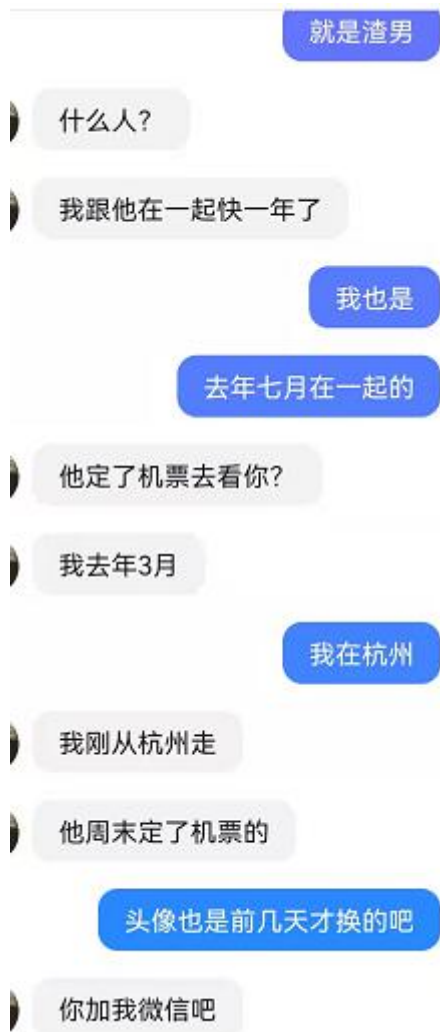 就是渣男
什么人?
我跟他在一起快一年了
我也是
去年七月在一起的
他定了机票去看你?
我去年3月
我在杭州
我刚从杭州走
他周末定了机票的
头像也是前几天才换的吧
你加我微信吧